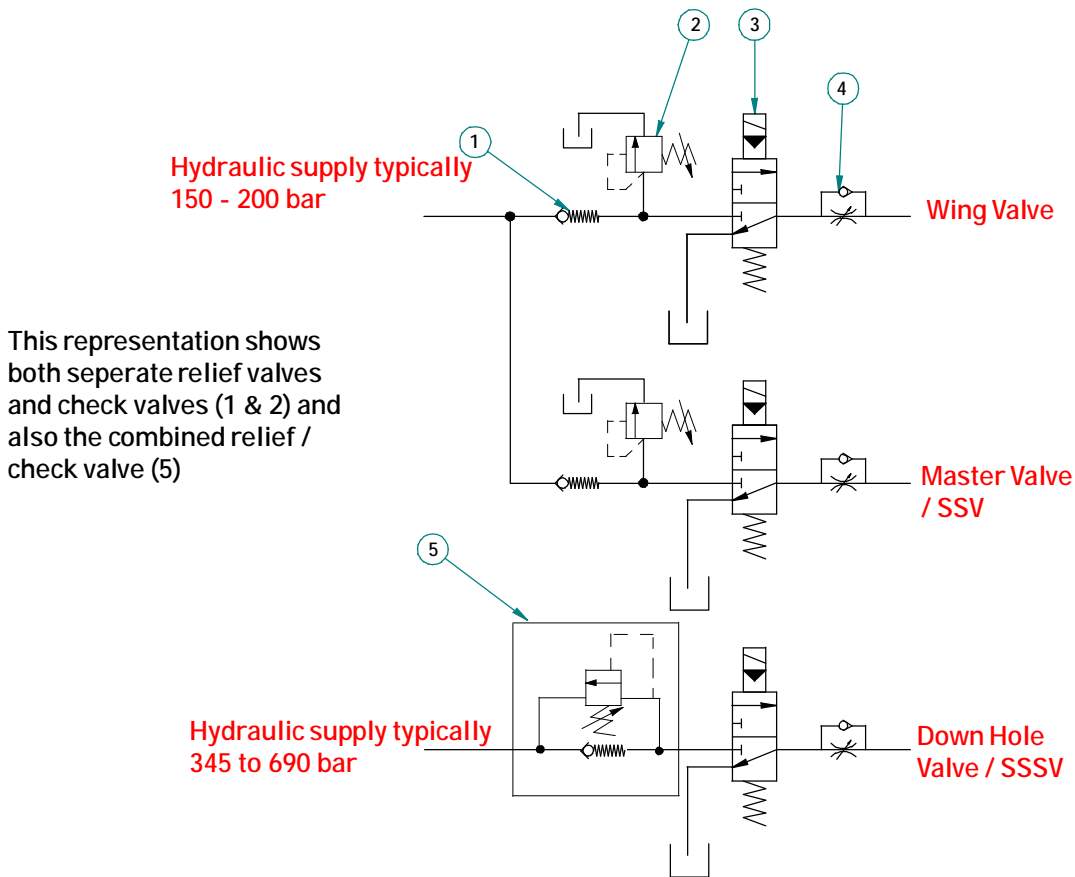 2
3
4
1
Hydraulic supply typically
150 - 200 bar
Wing Valve
This representation shows
both seperate relief valves
and check valves (1 & 2) and
also the combined relief /
check valve (5)
Master Valve
/ SSV
5
Hydraulic supply typically
345 to 690 bar
Down Hole
Valve / SSSV